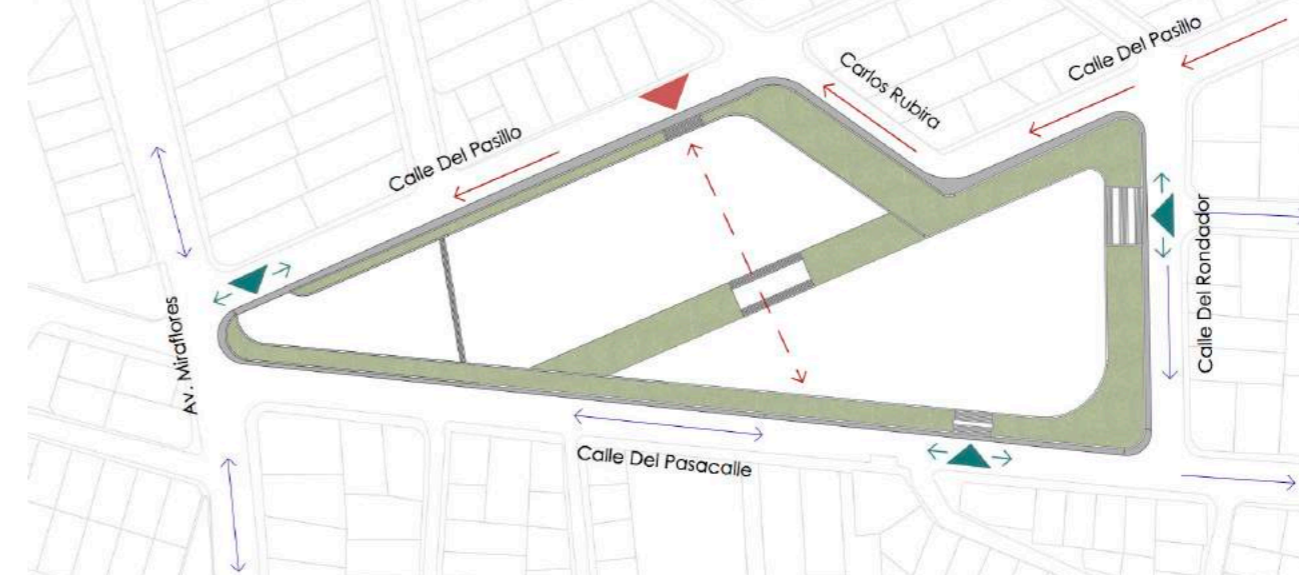 Calle Del Pasillo
Carlos Rubira
Calle Del Pasillo
Av. Miraflores
Calle Del Rondador
Calle Del Pasacalle